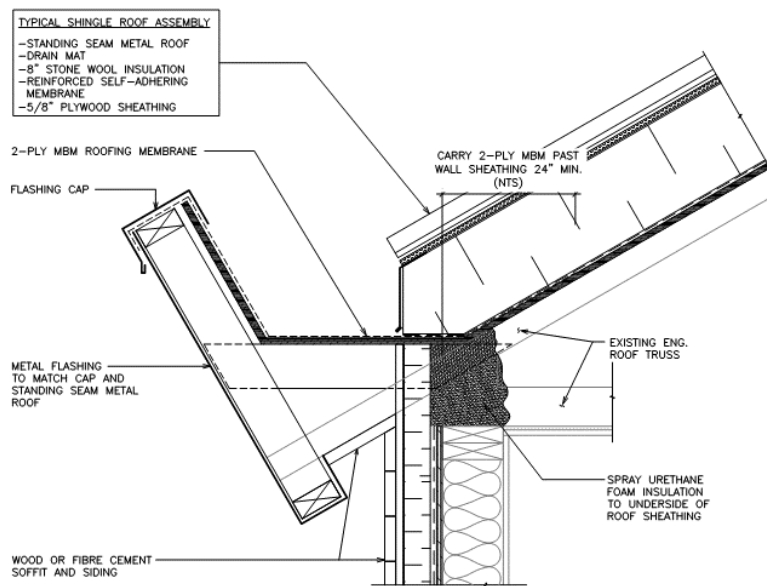 TYPICAL SHINGLE ROOF ASSEMBLY
-STANDING SEAM METAL ROOF
-DRAIN MAT
-8" STONE WOOL INSULATION
-REINFORCED SELF-ADHERING
MEMBRANE
-5/8" PLYWOOD SHEATHING
2-PLY MBM ROOFING MEMBRANE
FLASHING CAP
CARRY 2-PLY MBM PAST
WALL SHEATHING 24" MIN.
(NTS)
METAL FLASHING
TO MATCH CAP AND
STANDING SEAM METAL
ROOF
EXISTING ENG.
ROOF TRUSS
SPRAY URETHANE
FOAM INSULATION
TO UNDERSIDE OF
ROOF SHEATHING
WOOD OR FIBRE CEMENT
SOFFIT AND SIDING